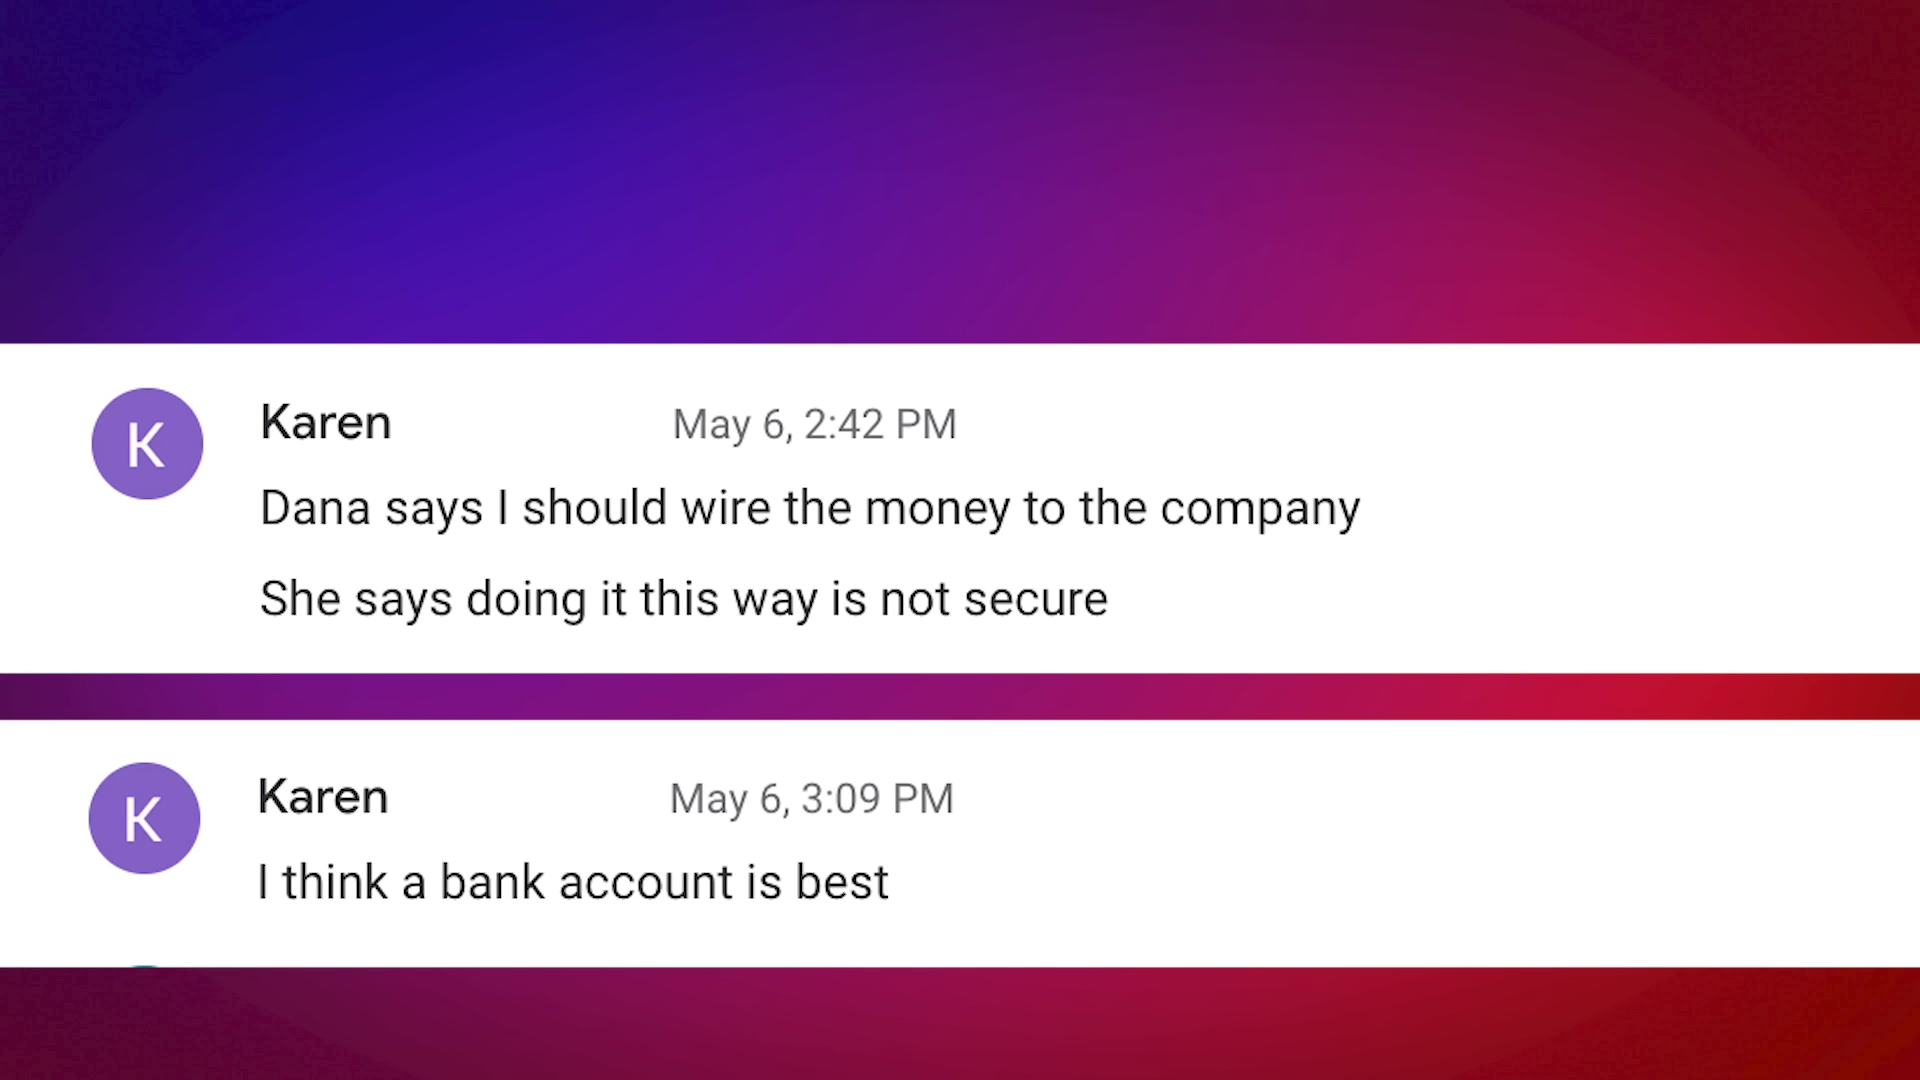 K
Karen May 6, 2:42 PM
Dana says I should wire the money to the company
She says doing it this way is not secure
K
Karen May 6, 3:09 PM
I think a bank account is best